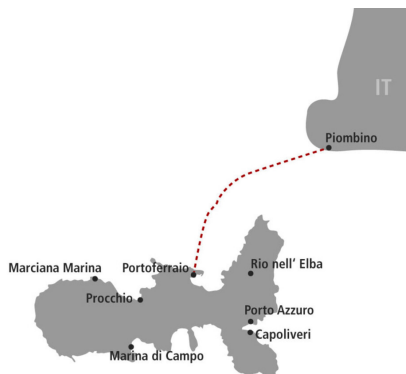 IT
Piombino
Marciana Marina
Portoferraio
Rio nell' Elba
Procchio
Porto Azzuro
Capoliveri
Marina di Campo